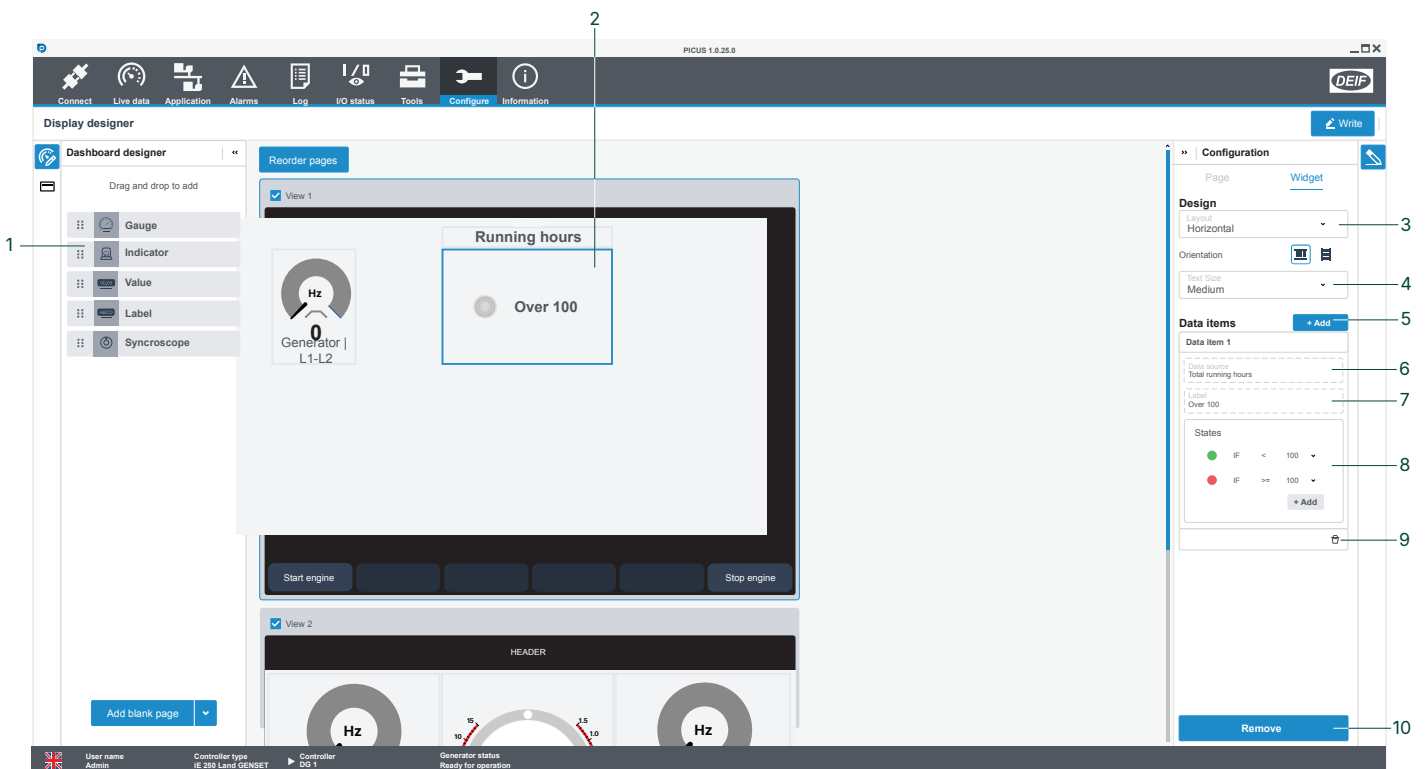 2
PICUS 1.0.25.0
Connect
Live data
Application
Alarms
Log
I/O status
Tools
Configure
Information
DEIF
Display designer
Write
Dashboard designer
Drag and drop to add
1
Gauge
Indicator
Value
Label
Syncroscope
Add blank page
Reorder pages
View 1
Running hours
Hz
0
Generator |
L1-L2
Over 100
Start engine
Stop engine
View 2
HEADER
Hz
15
10
1.5
1.0
Hz
Configuration
Page
Widget
Design
Layout
Horizontal
3
Orientation
Text Size
Medium
4
Data items
+ Add
5
Data item 1
Data source
Total running hours
6
Label
Over 100
7
States
IF < 100
8
IF >= 100
+ Add
9
Remove
10
User name
Admin
Controller type
iE 250 Land GENSET
Controller
DG 1
Generator status
Ready for operation